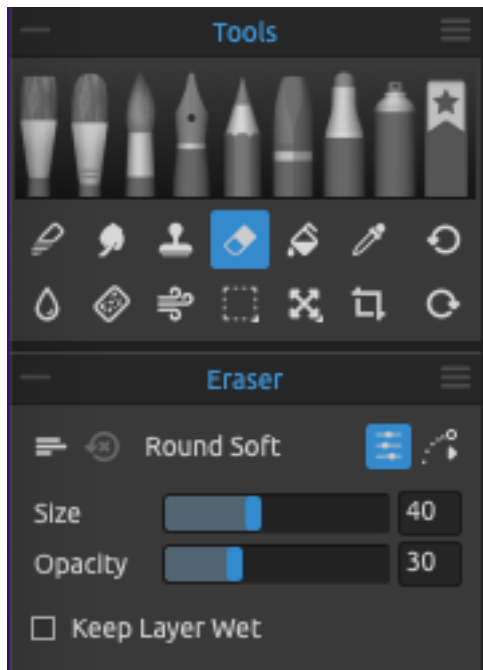 Tools
Eraser
Round Soft
Size 40
Opacity 30
Keep Layer Wet